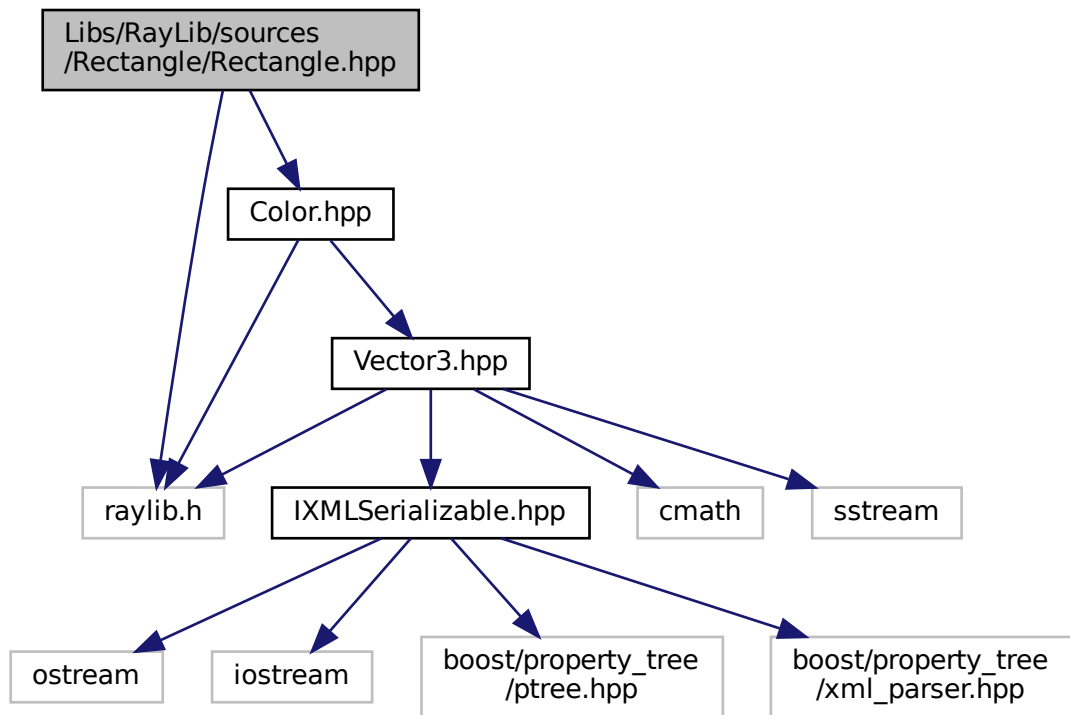 Libs/RayLib/sources
/Rectangle/Rectangle.hpp
Color.hpp
Vector3.hpp
raylib.h
IXMLSerializable.hpp
cmath
sstream
ostream
iostream
boost/property_tree
/ptree.hpp
boost/property_tree
/xml_parser.hpp